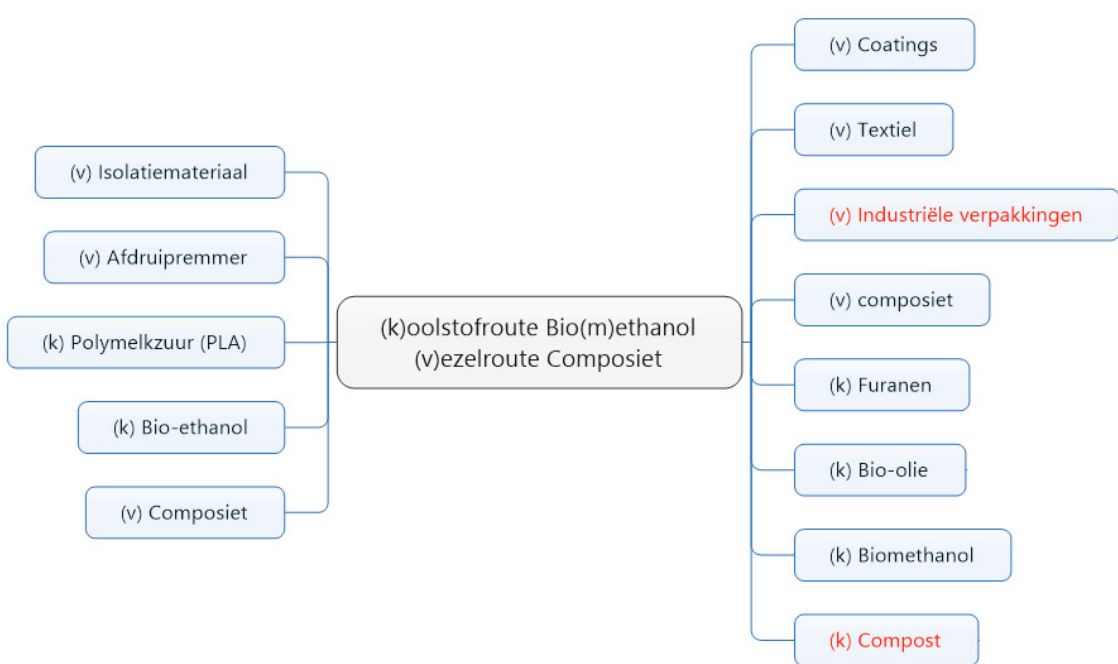 (v) Isolatiemateriaal
(v) Afdruipremmer
(k) Polymelkzuur (PLA)
(k) Bio-ethanol
(v) Composiet
(k)oolstofroute Bio(m)ethanol
(v)ezelroute Composiet
(v) Coatings
(v) Textiel
(v) Industriële verpakkingen
(v) composiet
(k) Furanen
(k) Bio-olie
(k) Biomethanol
(k) Compost